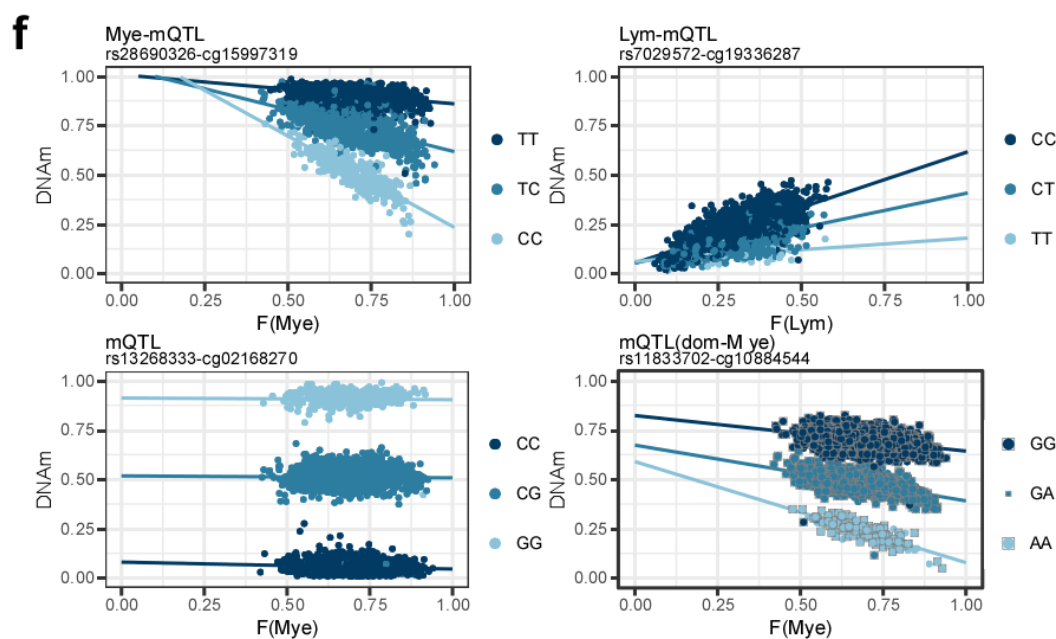 f
Mye-mQTL
rs28690326-cg15997319
1.00
0.75
0.50
0.25
0.00
DNAm
0.00 0.25 0.50 0.75 1.00
F(Mye)
TT
TC
CC
Lym-mQTL
rs7029572-cg19336287
1.00
0.75
0.50
0.25
0.00
DNAm
0.00 0.25 0.50 0.75 1.00
F(Lym)
CC
CT
TT
mQTL
rs13268333-cg02168270
1.00
0.75
0.50
0.25
0.00
DNAm
0.00 0.25 0.50 0.75 1.00
F(Mye)
CC
CG
GG
mQTL(dom-M ye)
rs11833702-cg10884544
1.00
0.75
0.50
0.25
0.00
DNAm
0.00 0.25 0.50 0.75 1.00
F(Mye)
GG
GA
AA